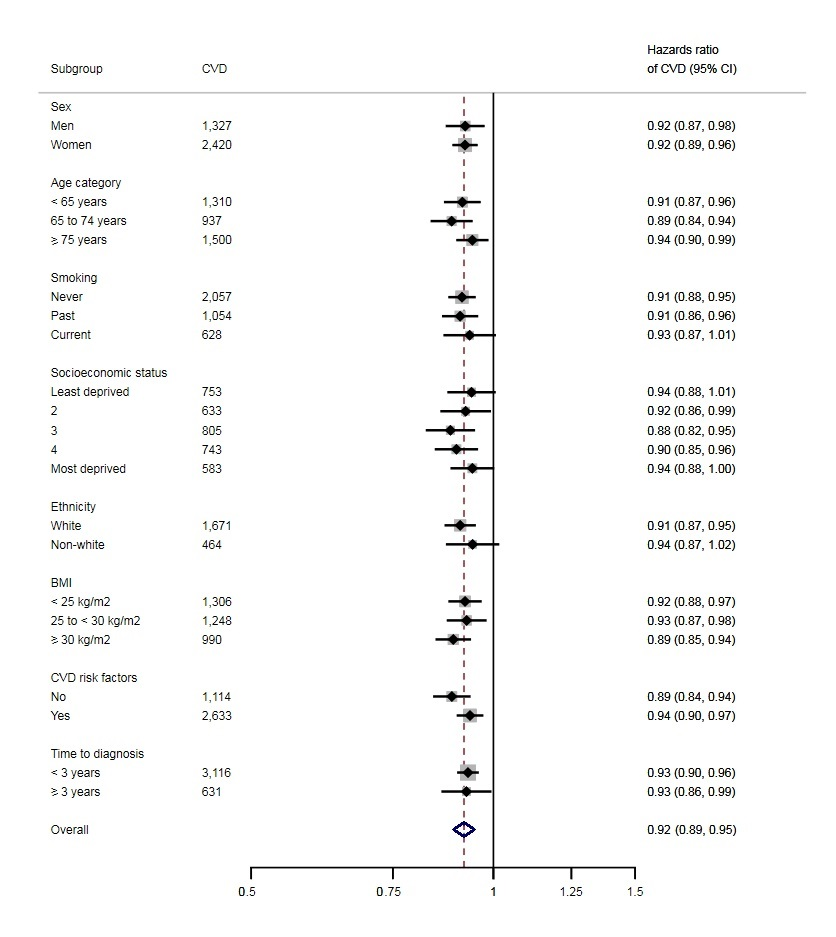 Hazards ratio
Subgroup CVD of CVD (95% CI)
Sex
Men 1,327 0.92 (0.87, 0.98)
Women 2,420 0.92 (0.89, 0.96)
Age category
< 65 years 1,310 0.91 (0.87, 0.96)
65 to 74 years 937 0.89 (0.84, 0.94)
≥ 75 years 1,500 0.94 (0.90, 0.99)
Smoking
Never 2,057 0.91 (0.88, 0.95)
Past 1,054 0.91 (0.86, 0.96)
Current 628 0.93 (0.87, 1.01)
Socioeconomic status
Least deprived 753 0.94 (0.88, 1.01)
2 633 0.92 (0.86, 0.99)
3 805 0.88 (0.82, 0.95)
4 743 0.90 (0.85, 0.96)
Most deprived 583 0.94 (0.88, 1.00)
Ethnicity
White 1,671 0.91 (0.87, 0.95)
Non-white 464 0.94 (0.87, 1.02)
BMI
< 25 kg/m2 1,306 0.92 (0.88, 0.97)
25 to < 30 kg/m2 1,248 0.93 (0.87, 0.98)
≥ 30 kg/m2 990 0.89 (0.85, 0.94)
CVD risk factors
No 1,114 0.89 (0.84, 0.94)
Yes 2,633 0.94 (0.90, 0.97)
Time to diagnosis
< 3 years 3,116 0.93 (0.90, 0.96)
≥ 3 years 631 0.93 (0.86, 0.99)
Overall 0.92 (0.89, 0.95)
0.5 0.75 1 1.25 1.5